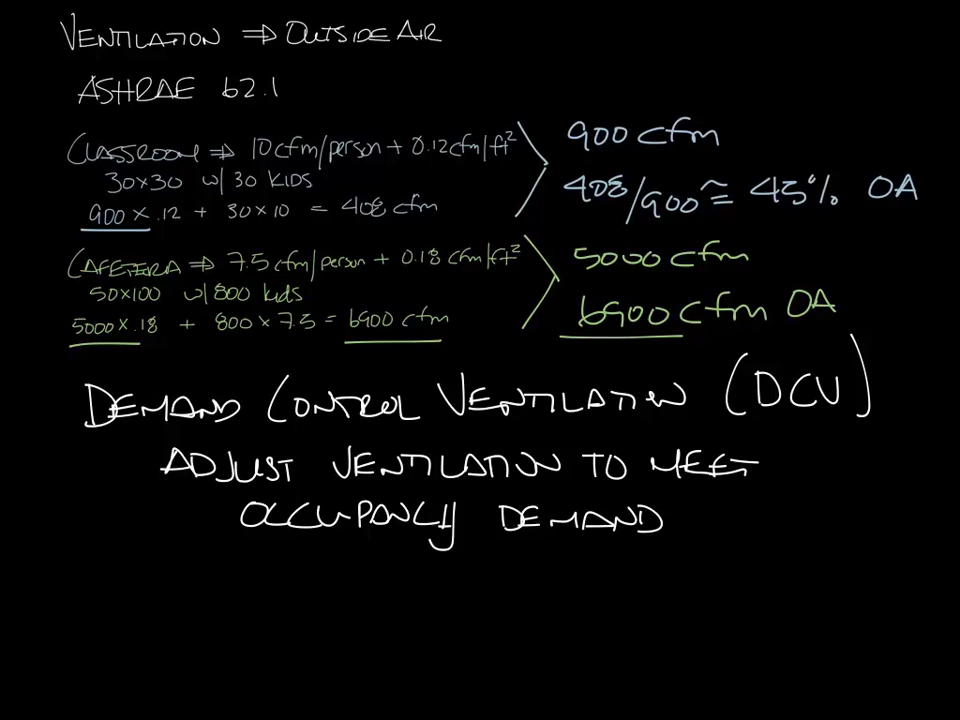 VENTILATION ⇒ OUTSIDE AIR
ASHRAE 62.1
CLASSROOM ⇒ 10 cfm/person + 0.12 cfm/ft²
30x30 w/ 30 KIDS
900 x .12 + 30 x 10 = 408 cfm
900 cfm
408/900 ≅ 45% OA
CAFETERIA ⇒ 7.5 cfm/person + 0.18 cfm/ft²
50x100 w/ 800 kids
5000 x .18 + 800 x 7.5 = 6900 cfm
5000 cfm
6900 cfm OA
DEMAND CONTROL VENTILATION (DCV)
ADJUST VENTILATION TO MEET
OCCUPANCY DEMAND